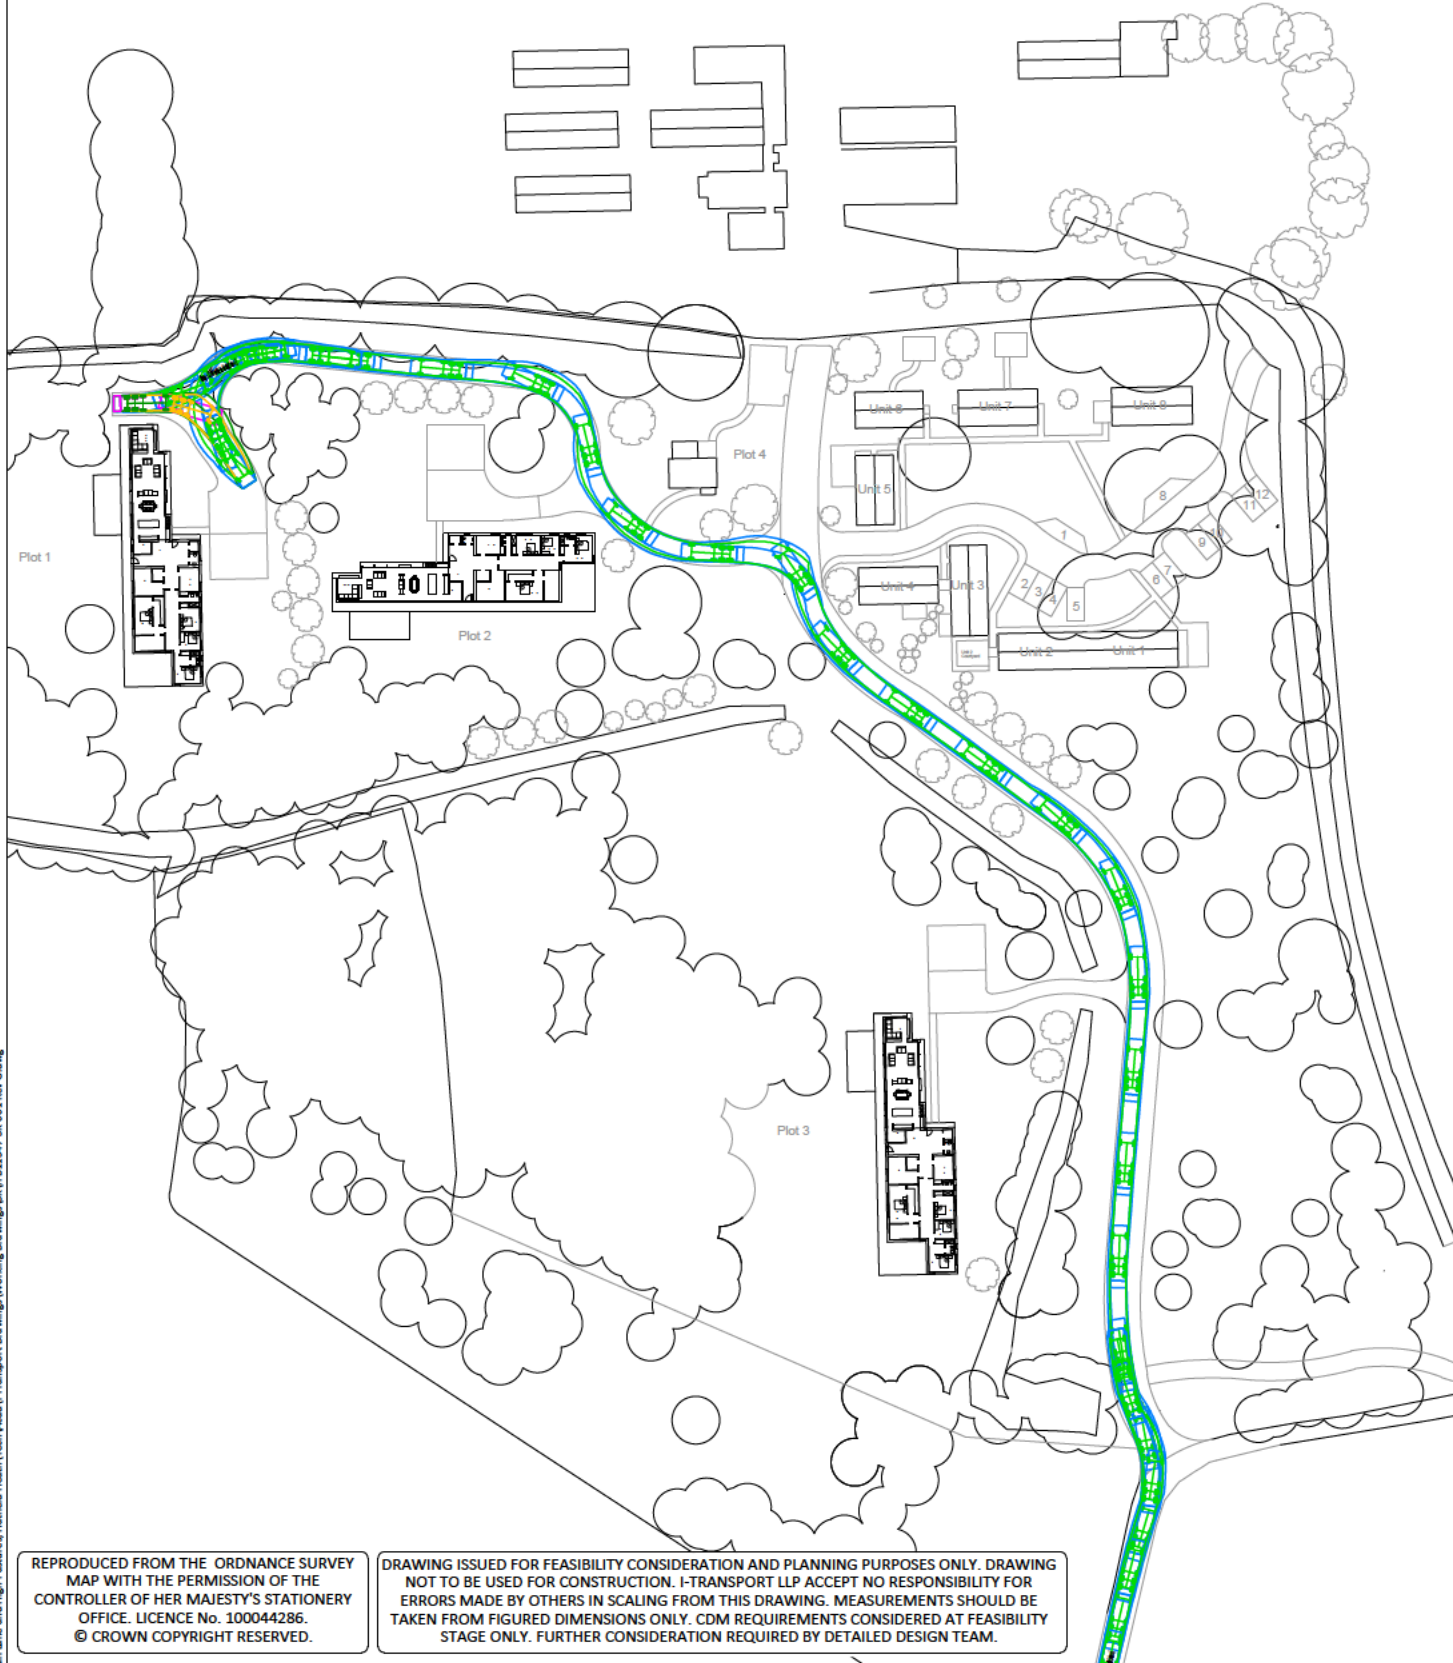 Unit 6
Unit 7
Unit 8
Plot 4
Unit 5
8
12
11
10
9
1
7
6
Plot 1
Unit 4
Unit 3
2
3
4
5
Plot 2
Unit 2
Unit 1
Plot 3
REPRODUCED FROM THE ORDNANCE SURVEY
MAP WITH THE PERMISSION OF THE
CONTROLLER OF HER MAJESTY'S STATIONERY
OFFICE. LICENCE No. 100044286.
© CROWN COPYRIGHT RESERVED.
DRAWING ISSUED FOR FEASIBILITY CONSIDERATION AND PLANNING PURPOSES ONLY. DRAWING
NOT TO BE USED FOR CONSTRUCTION. I-TRANSPORT LLP ACCEPT NO RESPONSIBILITY FOR
ERRORS MADE BY OTHERS IN SCALING FROM THIS DRAWING. MEASUREMENTS SHOULD BE
TAKEN FROM FIGURED DIMENSIONS ONLY. CDM REQUIREMENTS CONSIDERED AT FEASIBILITY
STAGE ONLY. FURTHER CONSIDERATION REQUIRED BY DETAILED DESIGN TEAM.